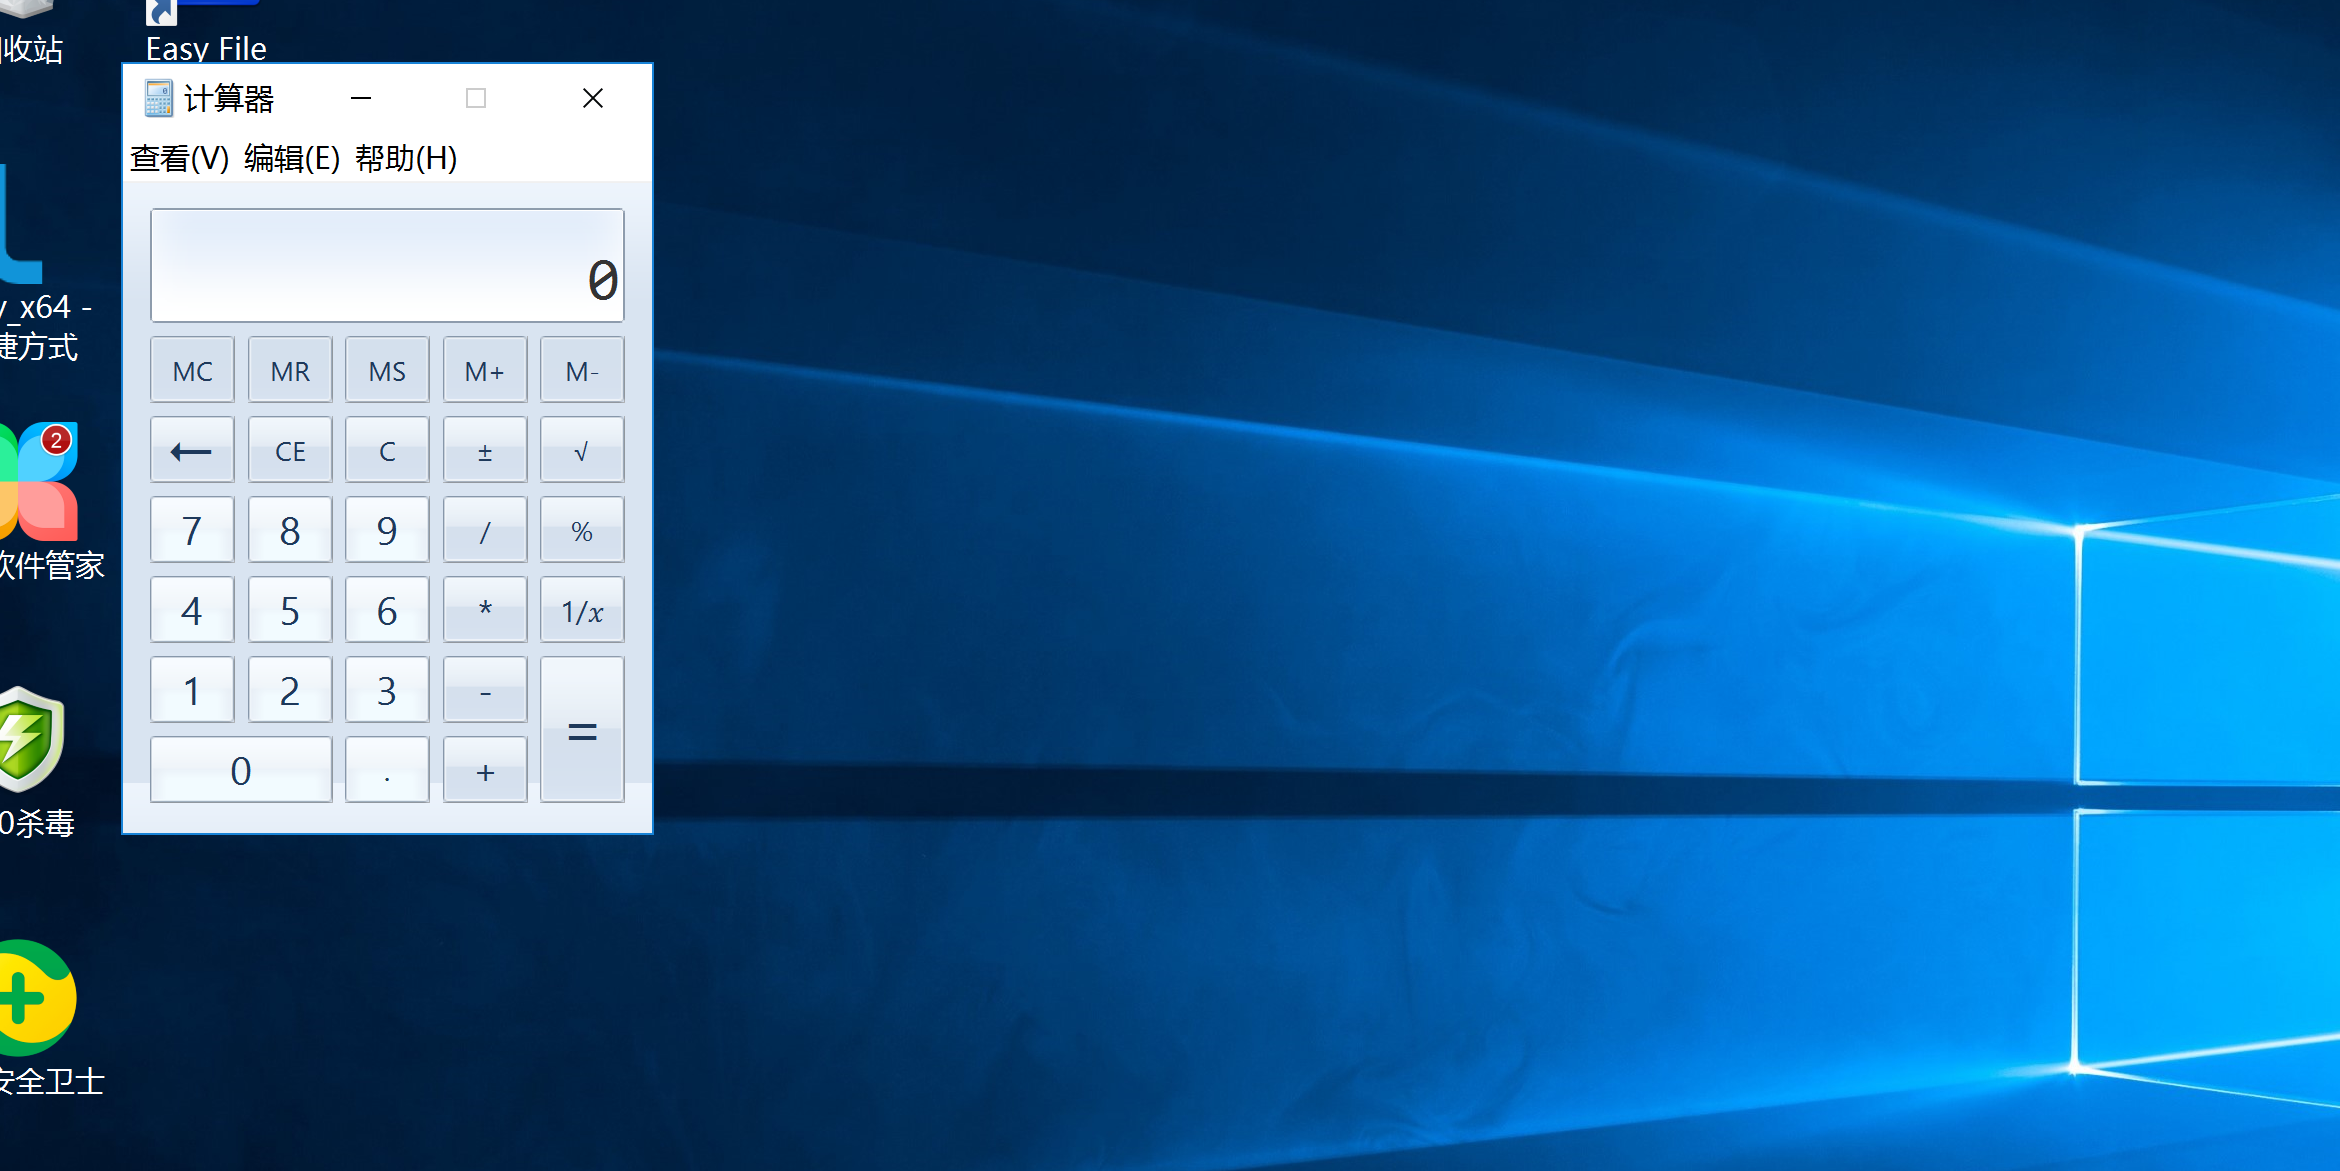 收站
Easy File
计算器
查看(V) 编辑(E) 帮助(H)
0
MC MR MS M+ M-
← CE C ± √
7 8 9 / %
4 5 6 * 1/x
1 2 3 - =
0 . +
y_x64 -
捷方式
2
软件管家
0杀毒
安全卫士